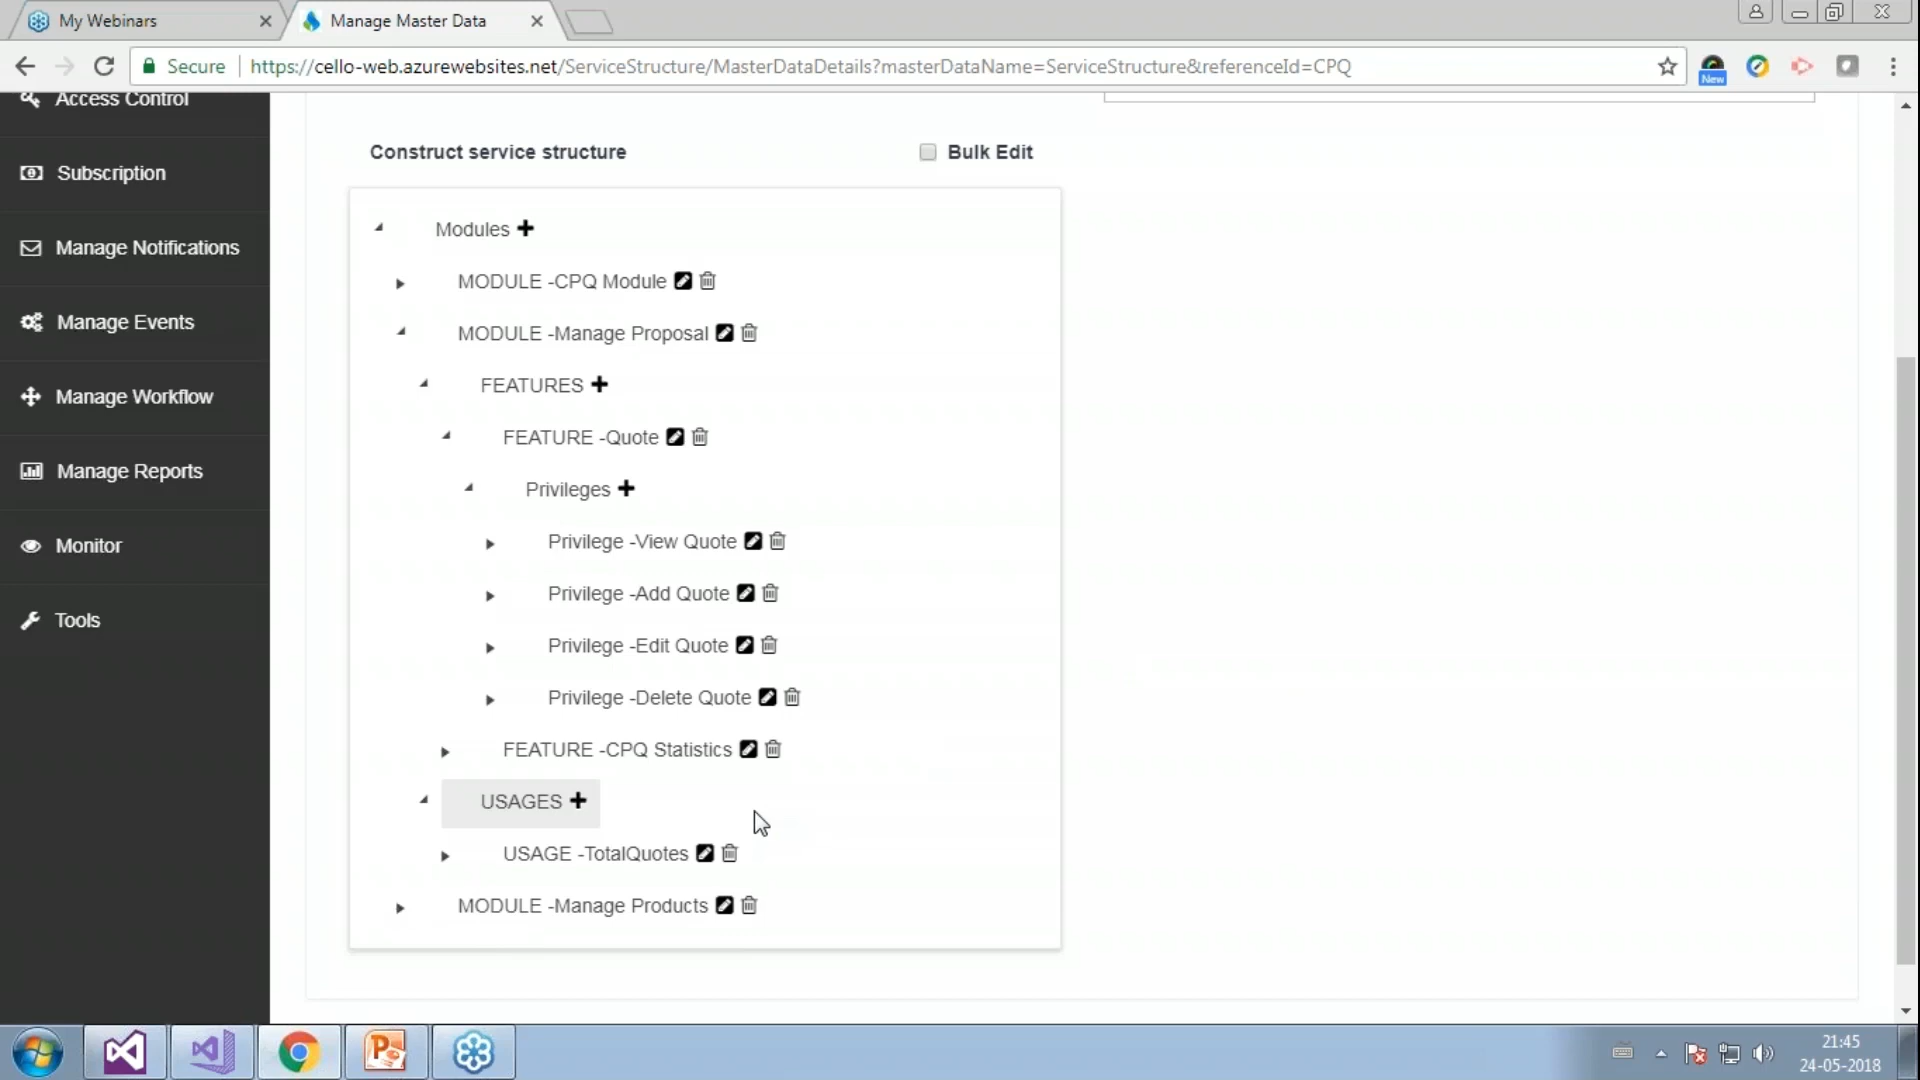 My Webinars
Manage Master Data
Secure
https://cello-web.azurewebsites.net/ServiceStructure/MasterDataDetails?masterDataName=ServiceStructure&referenceId=CPQ
New
Access Control
Subscription
Manage Notifications
Manage Events
Manage Workflow
Manage Reports
Monitor
Tools
Construct service structure
Bulk Edit
Modules
MODULE -CPQ Module
MODULE -Manage Proposal
FEATURES
FEATURE -Quote
Privileges
Privilege -View Quote
Privilege -Add Quote
Privilege -Edit Quote
Privilege -Delete Quote
FEATURE -CPQ Statistics
USAGES
USAGE -TotalQuotes
MODULE -Manage Products
21:45
24-05-2018